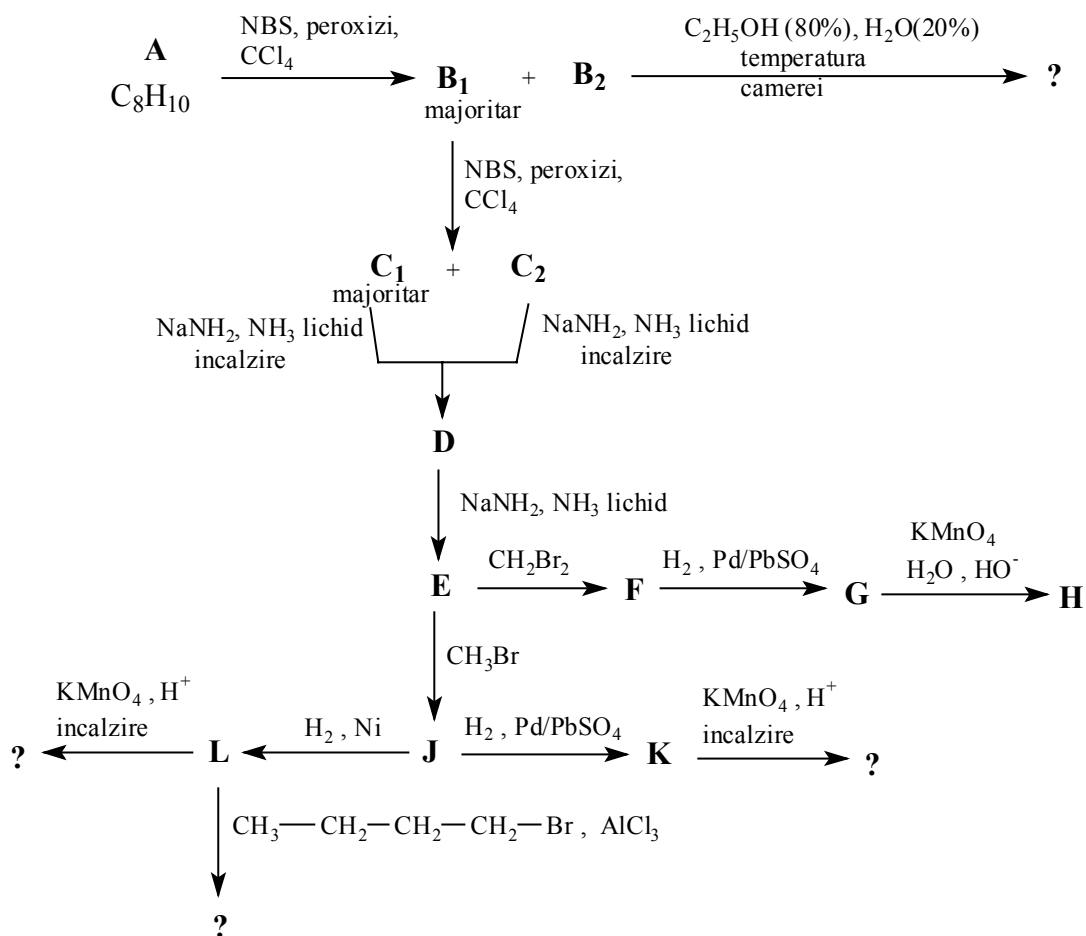 A
C₈H₁₀
NBS, peroxizi,
CCl₄
B₁
majoritar
+
B₂
C₂H₅OH (80%), H₂O(20%)
temperatura
camerei
?
NBS, peroxizi,
CCl₄
C₁
majoritar
+
C₂
NaNH₂, NH₃ lichid
incalzire
NaNH₂, NH₃ lichid
incalzire
D
NaNH₂, NH₃ lichid
E
CH₂Br₂
F
H₂ , Pd/PbSO₄
G
KMnO₄
H₂O , HO⁻
H
CH₃Br
KMnO₄ , H⁺
incalzire
?
L
H₂ , Ni
J
H₂ , Pd/PbSO₄
K
KMnO₄ , H⁺
incalzire
?
CH₃—CH₂—CH₂—CH₂—Br , AlCl₃
?